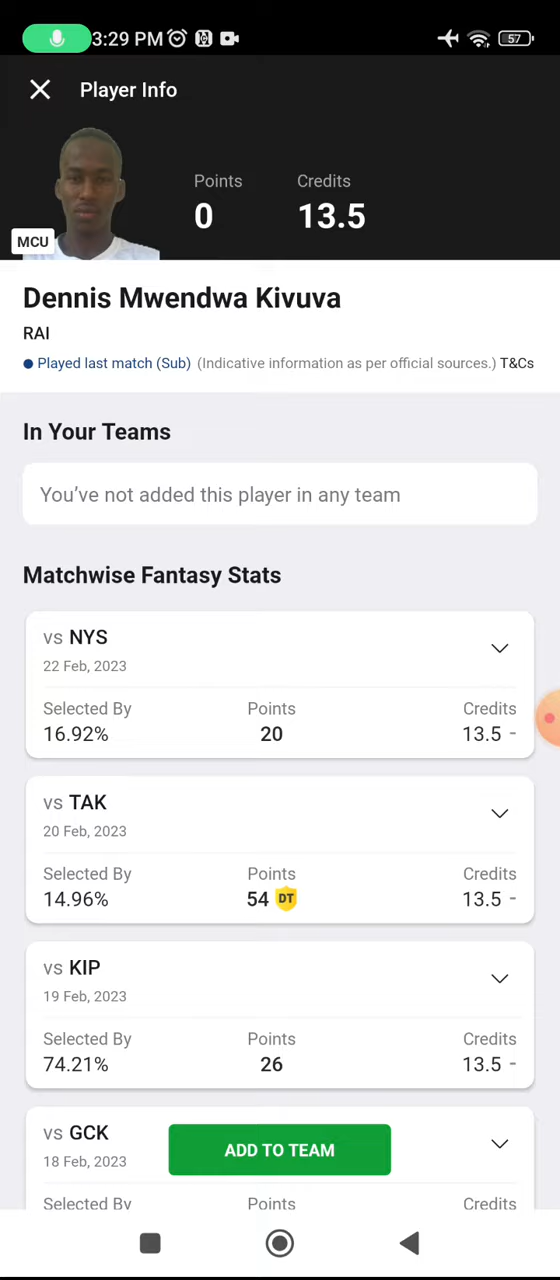 3:29 PM
57
Player Info
Points
Credits
0
13.5
MCU
Dennis Mwendwa Kivuva
RAI
Played last match (Sub) (Indicative information as per official sources.) T&Cs
In Your Teams
You’ve not added this player in any team
Matchwise Fantasy Stats
vs NYS
22 Feb, 2023
Selected By Points Credits
16.92% 20 13.5 -
vs TAK
20 Feb, 2023
Selected By Points Credits
14.96% 54 DT 13.5 -
vs KIP
19 Feb, 2023
Selected By Points Credits
74.21% 26 13.5 -
vs GCK
18 Feb, 2023
ADD TO TEAM
Selected By Points Credits